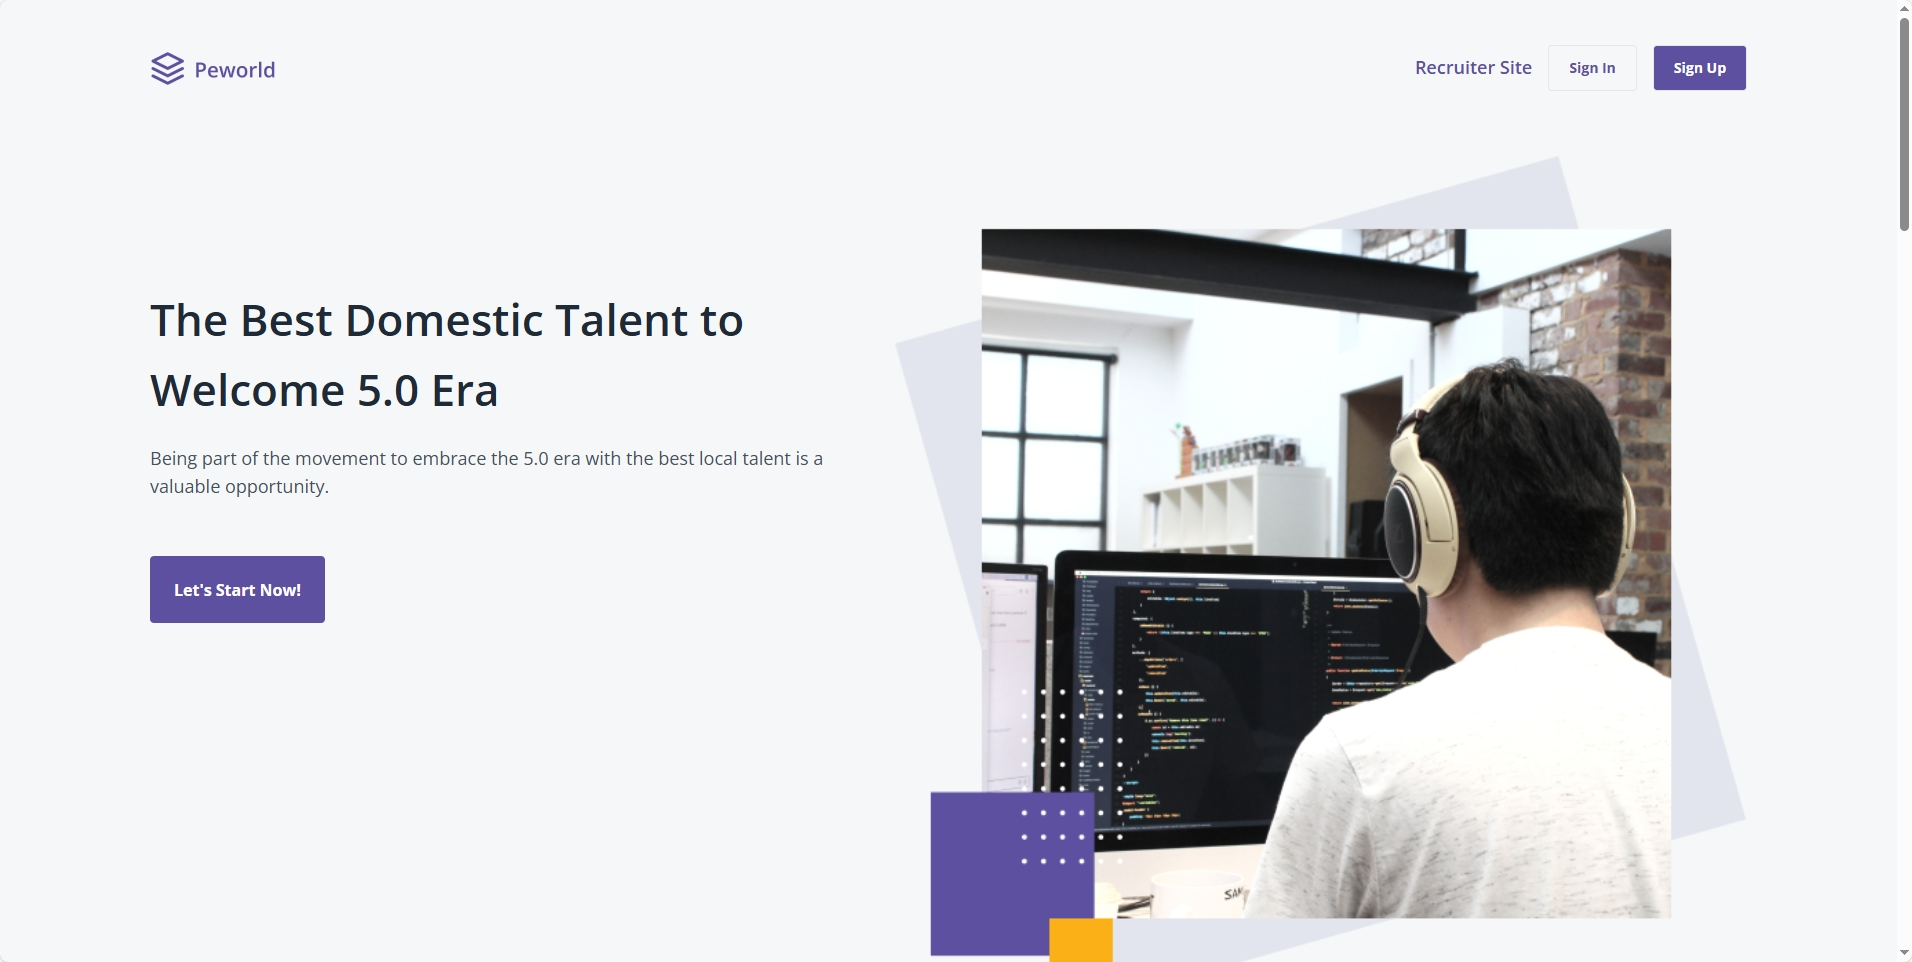 Peworld
Recruiter Site
Sign In
Sign Up
The Best Domestic Talent to
Welcome 5.0 Era
Being part of the movement to embrace the 5.0 era with the best local talent is a
valuable opportunity.
Let's Start Now!
SAM